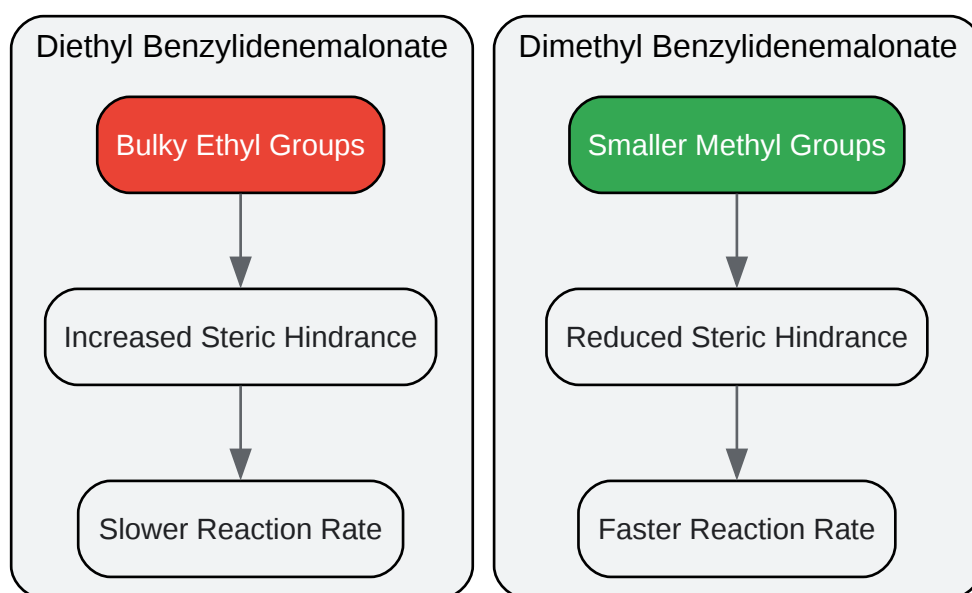 Diethyl Benzylidenemalonate
Bulky Ethyl Groups
Increased Steric Hindrance
Slower Reaction Rate
Dimethyl Benzylidenemalonate
Smaller Methyl Groups
Reduced Steric Hindrance
Faster Reaction Rate